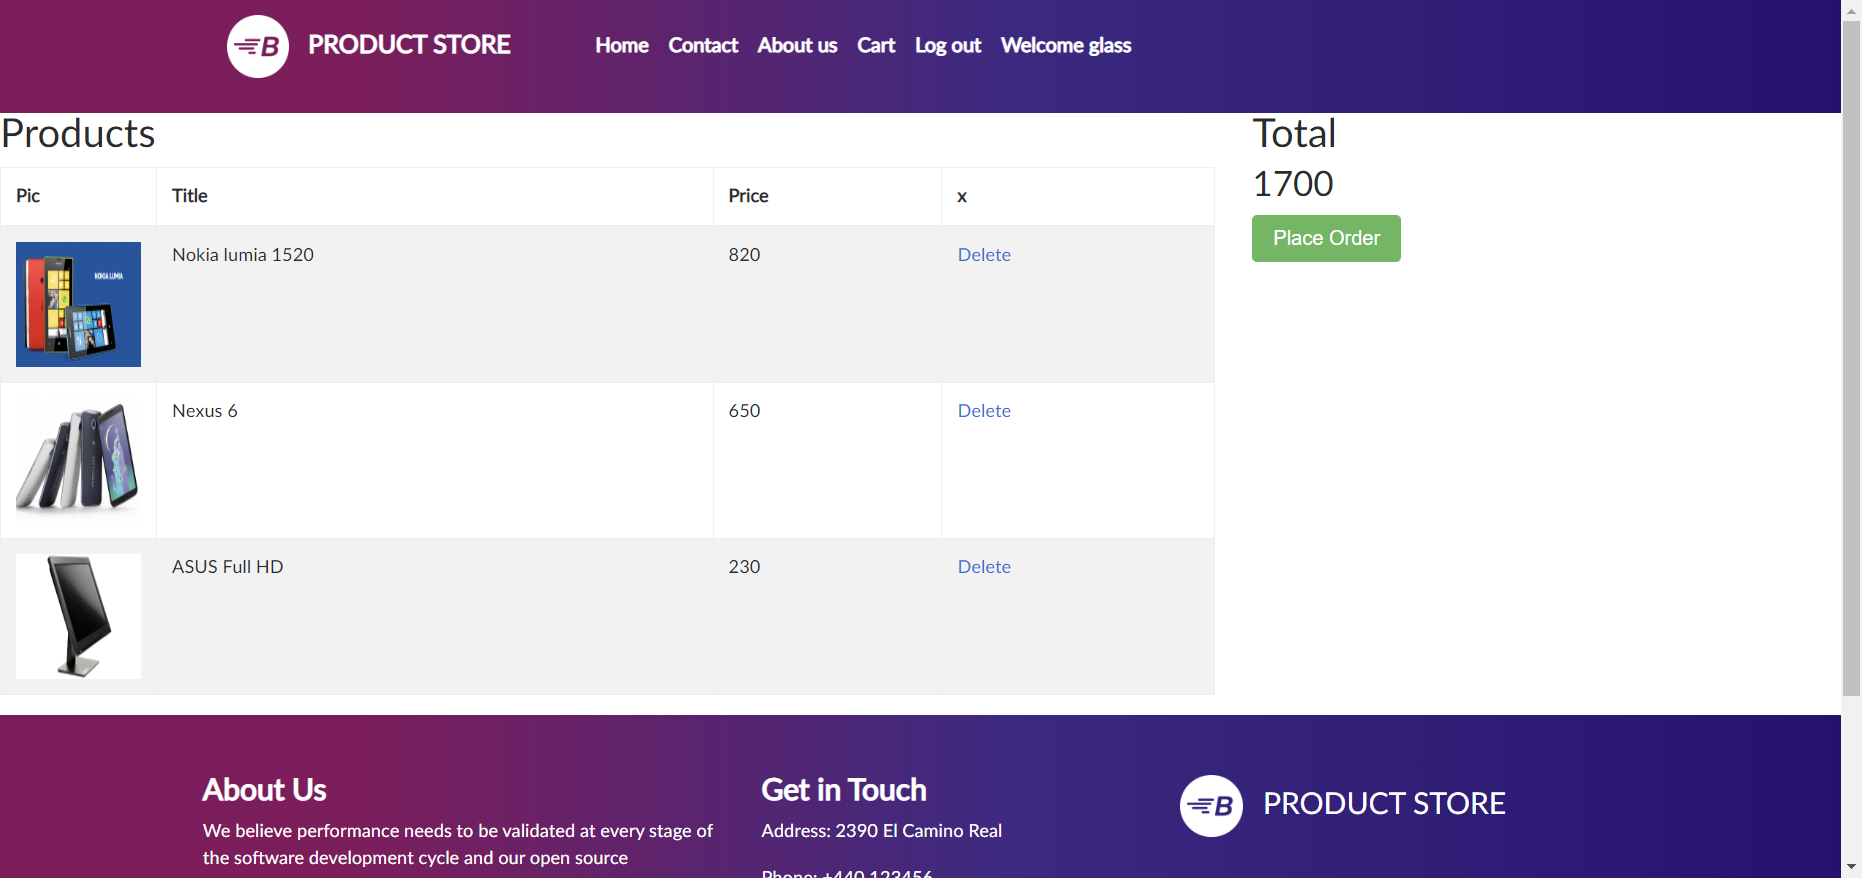 B PRODUCT STORE Home Contact About us Cart Log out Welcome glass
Products
Total
1700
Place Order
Pic Title Price x
NOKIA LUMIA
Nokia lumia 1520 820 Delete
Nexus 6 650 Delete
ASUS Full HD 230 Delete
About Us
We believe performance needs to be validated at every stage of
the software development cycle and our open source
Get in Touch
Address: 2390 El Camino Real
Phone: +440 123456
B PRODUCT STORE